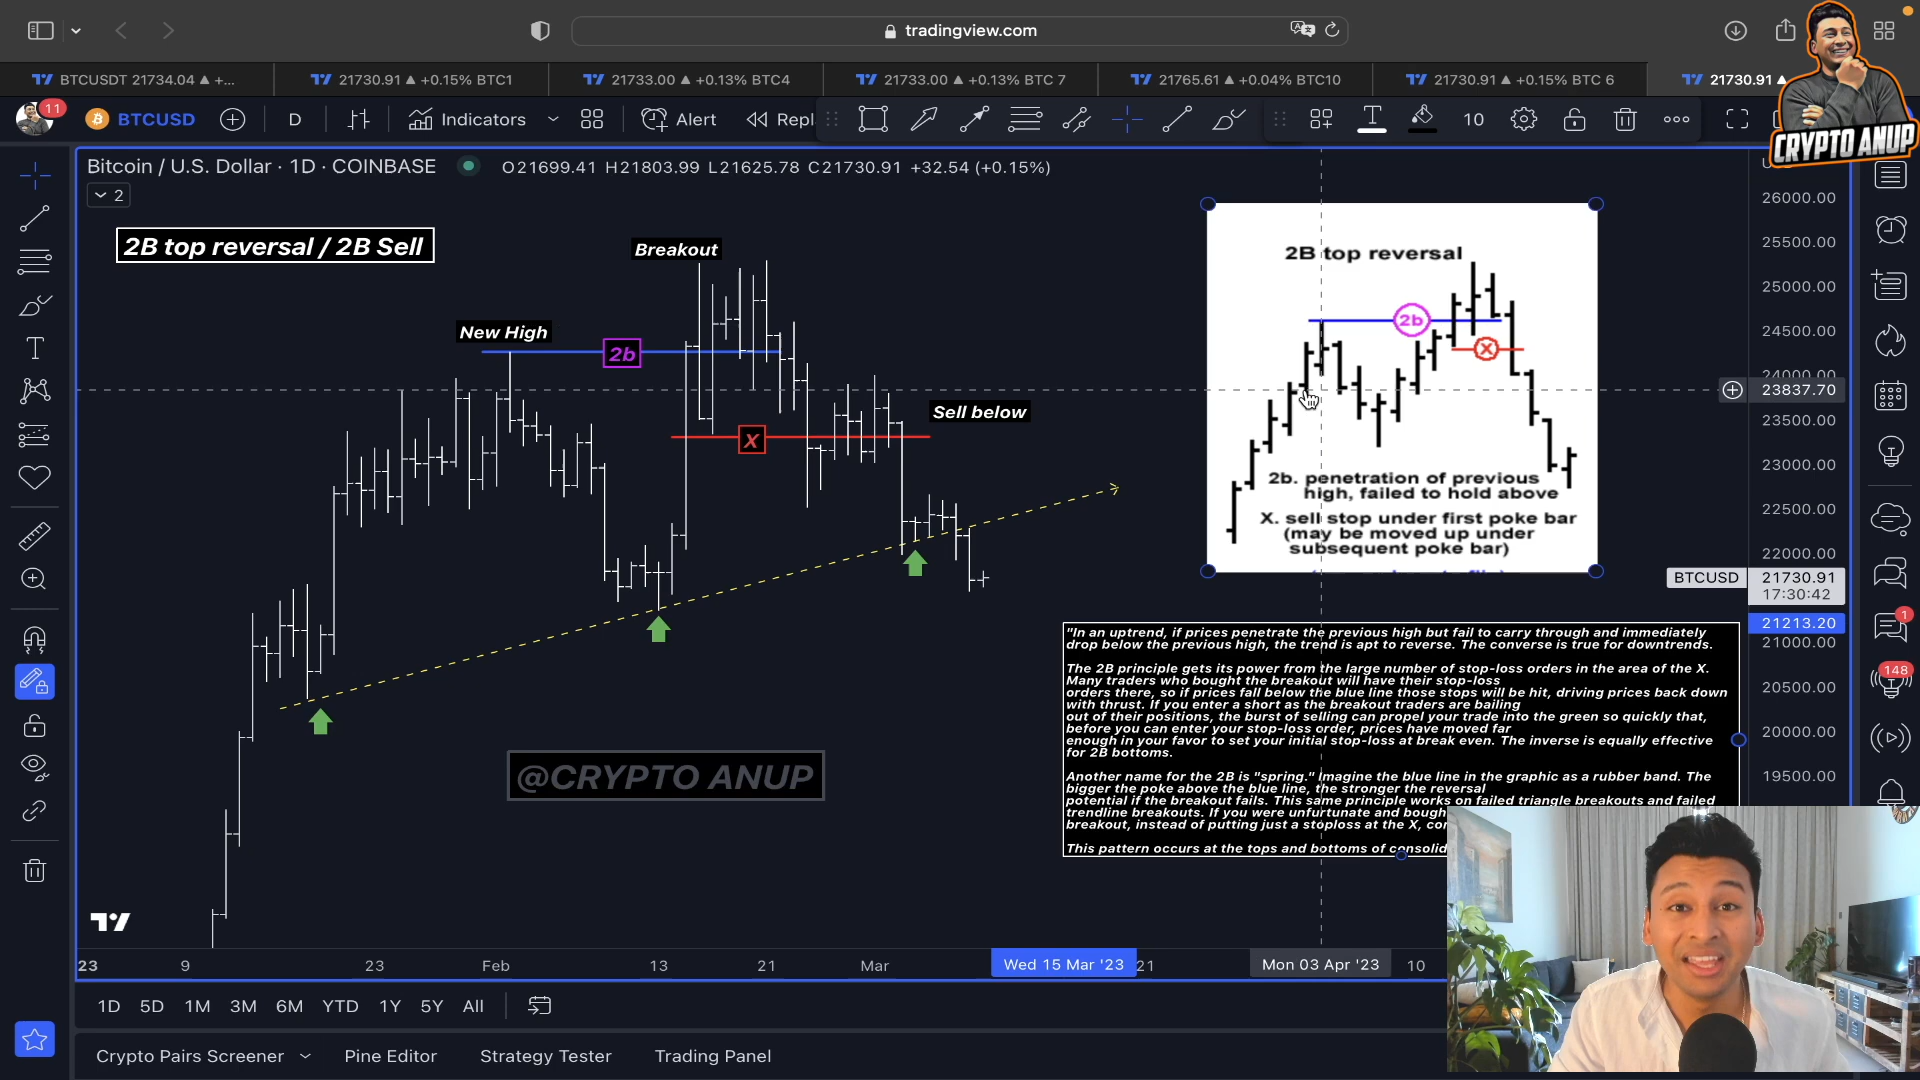 tradingview.com
BTCUSDT 21734.04 ▲ +...
21730.91 ▲ +0.15% BTC1
21733.00 ▲ +0.13% BTC4
21733.00 ▲ +0.13% BTC 7
21765.61 ▲ +0.04% BTC10
21730.91 ▲ +0.15% BTC 6
21730.91 ▲
CRYPTO ANUP
11
BTCUSD
D
Indicators
Alert
Repl
T
10
Bitcoin / U.S. Dollar · 1D · COINBASE
O21699.41 H21803.99 L21625.78 C21730.91 +32.54 (+0.15%)
2
2B top reversal / 2B Sell
Breakout
New High
2b
X
Sell below
2B top reversal
2b
X
2b. penetration of previous
high, failed to hold above
X. sell stop under first poke bar
(may be moved up under
subsequent poke bar)
26000.00
25500.00
25000.00
24500.00
24000.00
23837.70
23500.00
23000.00
22500.00
22000.00
BTCUSD
21730.91
17:30:42
21213.20
21000.00
20500.00
20000.00
19500.00
1
148
"In an uptrend, if prices penetrate the previous high but fail to carry through and immediately
drop below the previous high, the trend is apt to reverse. The converse is true for downtrends.
The 2B principle gets its power from the large number of stop-loss orders in the area of the X.
Many traders who bought the breakout will have their stop-loss
orders there, so if prices fall below the blue line those stops will be hit, driving prices back down
with thrust. If you enter a short as the breakout traders are bailing
out of their positions, the burst of selling can propel your trade into the green so quickly that,
before you can enter your stop-loss order, prices have moved far
enough in your favor to set your initial stop-loss at break even. The inverse is equally effective
for 2B bottoms.
Another name for the 2B is "spring." Imagine the blue line in the graphic as a rubber band. The
bigger the poke above the blue line, the stronger the reversal
potential if the breakout fails. This same principle works on failed triangle breakouts and failed
trendline breakouts. If you were unfortunate and bough
breakout, instead of putting just a stoploss at the X, con
This pattern occurs at the tops and bottoms of consolid
@CRYPTO ANUP
23
9
23
Feb
13
21
Mar
Wed 15 Mar '23
21
Mon 03 Apr '23
10
1D
5D
1M
3M
6M
YTD
1Y
5Y
All
Crypto Pairs Screener
Pine Editor
Strategy Tester
Trading Panel